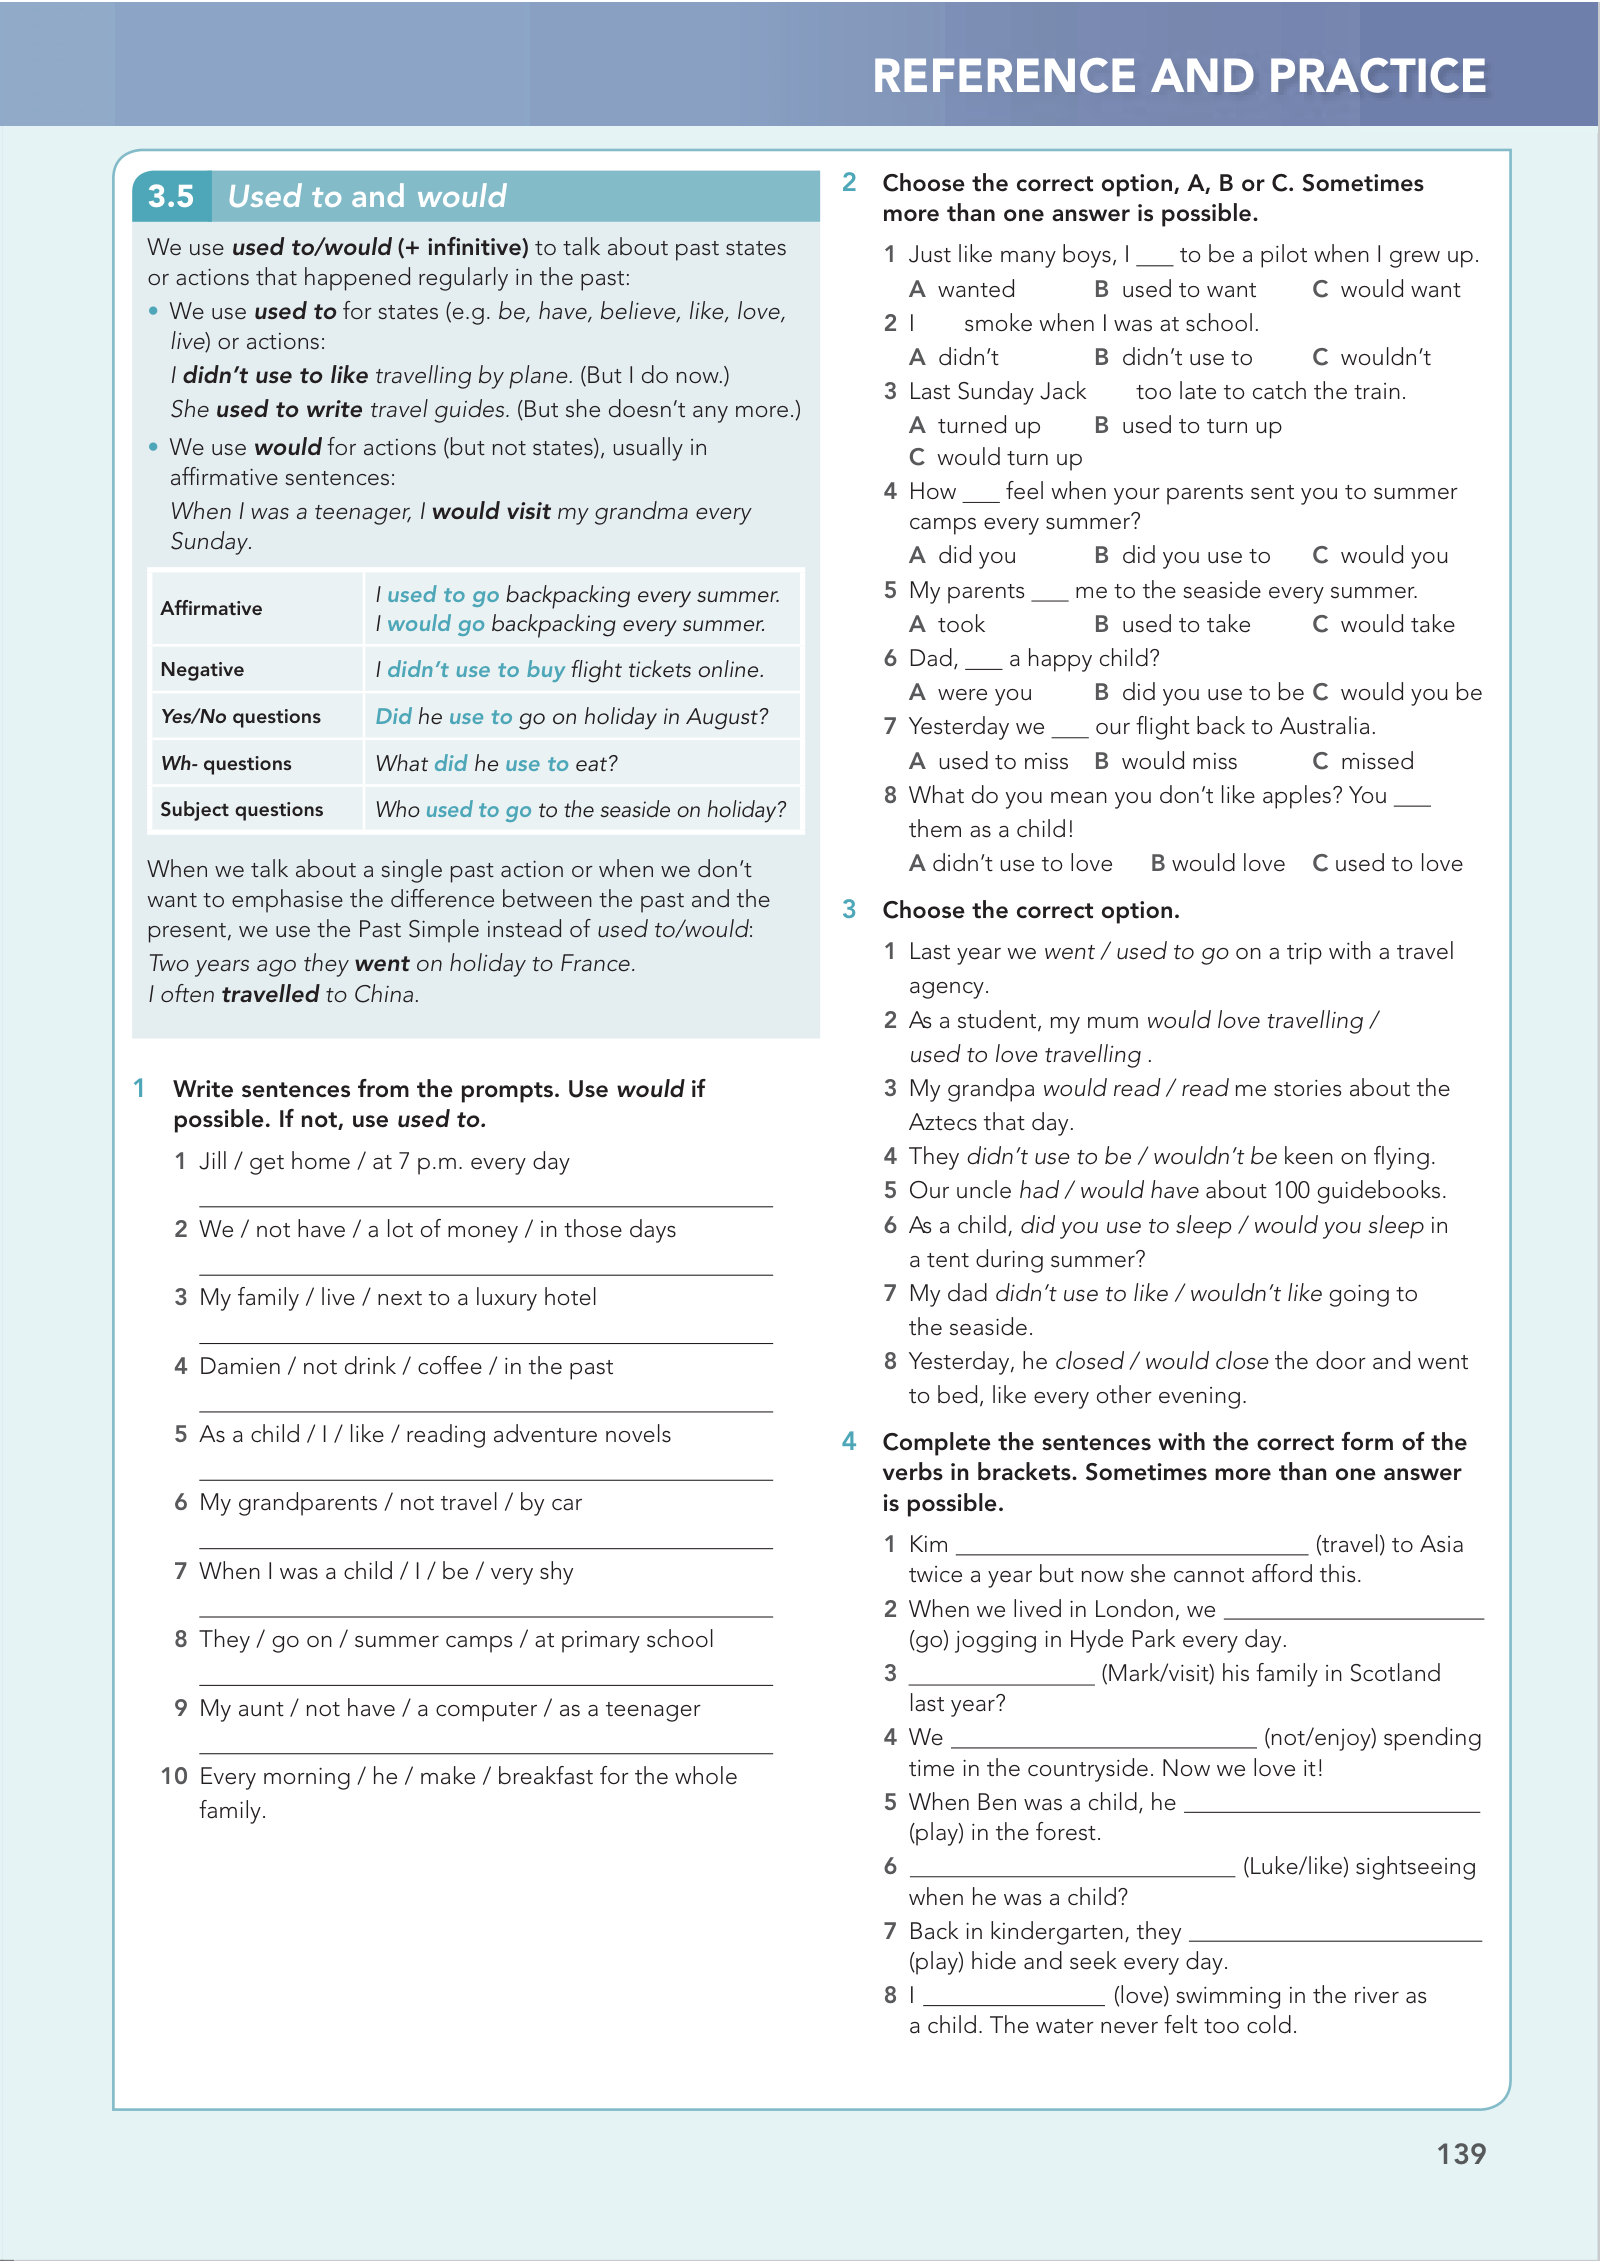 REFERENCE AND PRACTICE
3.5 Used to and would
We use used to/would (+ infinitive) to talk about past states
or actions that happened regularly in the past:
• We use used to for states (e.g. be, have, believe, like, love,
live) or actions:
I didn't use to like travelling by plane. (But I do now.)
She used to write travel guides. (But she doesn't any more.)
• We use would for actions (but not states), usually in
affirmative sentences:
When I was a teenager, I would visit my grandma every
Sunday.
Affirmative
I used to go backpacking every summer.
I would go backpacking every summer.
Negative I didn't use to buy flight tickets online.
Yes/No questions Did he use to go on holiday in August?
Wh- questions What did he use to eat?
Subject questions Who used to go to the seaside on holiday?
When we talk about a single past action or when we don't
want to emphasise the difference between the past and the
present, we use the Past Simple instead of used to/would:
Two years ago they went on holiday to France.
I often travelled to China.
1 Write sentences from the prompts. Use would if
possible. If not, use used to.
1 Jill / get home / at 7 p.m. every day
2 We / not have / a lot of money / in those days
3 My family / live / next to a luxury hotel
4 Damien / not drink / coffee / in the past
5 As a child / I / like / reading adventure novels
6 My grandparents / not travel / by car
7 When I was a child / I / be / very shy
8 They / go on / summer camps / at primary school
9 My aunt / not have / a computer / as a teenager
10 Every morning / he / make / breakfast for the whole
family.
2 Choose the correct option, A, B or C. Sometimes
more than one answer is possible.
1 Just like many boys, I ___ to be a pilot when I grew up.
A wanted B used to want C would want
2 I smoke when I was at school.
A didn't B didn't use to C wouldn't
3 Last Sunday Jack too late to catch the train.
A turned up B used to turn up
C would turn up
4 How ___ feel when your parents sent you to summer
camps every summer?
A did you B did you use to C would you
5 My parents ___ me to the seaside every summer.
A took B used to take C would take
6 Dad, ___ a happy child?
A were you B did you use to be C would you be
7 Yesterday we ___ our flight back to Australia.
A used to miss B would miss C missed
8 What do you mean you don't like apples? You ___
them as a child!
A didn't use to love B would love C used to love
3 Choose the correct option.
1 Last year we went / used to go on a trip with a travel
agency.
2 As a student, my mum would love travelling /
used to love travelling .
3 My grandpa would read / read me stories about the
Aztecs that day.
4 They didn't use to be / wouldn't be keen on flying.
5 Our uncle had / would have about 100 guidebooks.
6 As a child, did you use to sleep / would you sleep in
a tent during summer?
7 My dad didn't use to like / wouldn't like going to
the seaside.
8 Yesterday, he closed / would close the door and went
to bed, like every other evening.
4 Complete the sentences with the correct form of the
verbs in brackets. Sometimes more than one answer
is possible.
1 Kim ___ (travel) to Asia
twice a year but now she cannot afford this.
2 When we lived in London, we ___
(go) jogging in Hyde Park every day.
3 ___ (Mark/visit) his family in Scotland
last year?
4 We ___ (not/enjoy) spending
time in the countryside. Now we love it!
5 When Ben was a child, he ___
(play) in the forest.
6 ___ (Luke/like) sightseeing
when he was a child?
7 Back in kindergarten, they ___
(play) hide and seek every day.
8 I ___ (love) swimming in the river as
a child. The water never felt too cold.
139